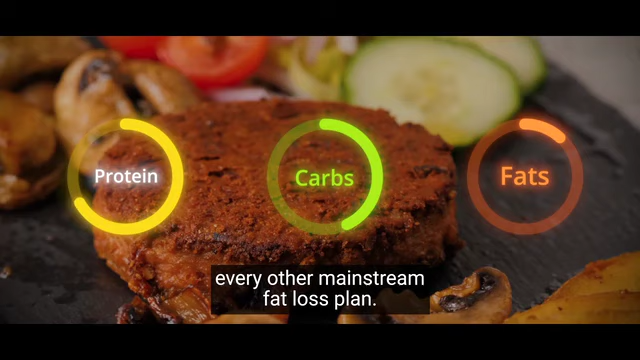 Protein
Carbs
Fats
every other mainstream
fat loss plan.